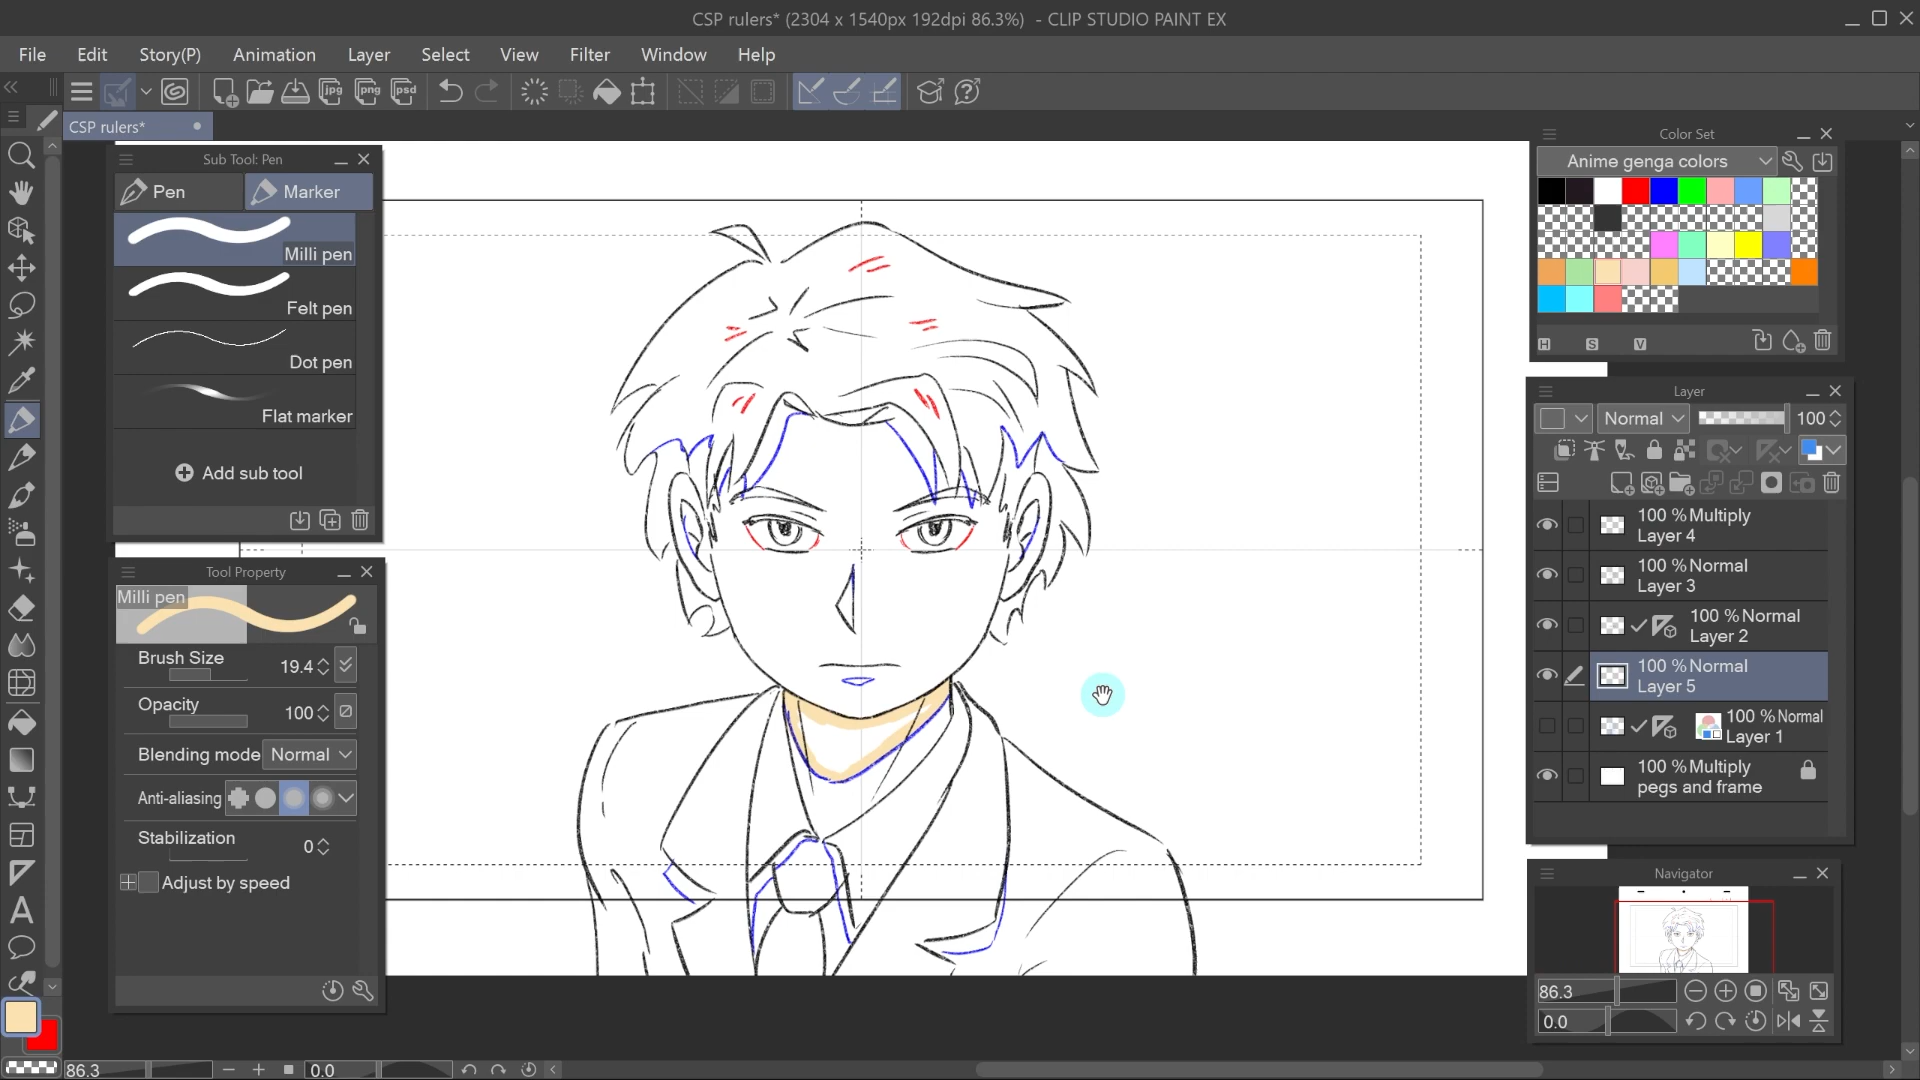 CSP rulers* (2304 x 1540px 192dpi 86.3%) - CLIP STUDIO PAINT EX
File Edit Story(P) Animation Layer Select View Filter Window Help
jpg png psd
CSP rulers*
Sub Tool: Pen
Pen Marker
Milli pen
Felt pen
Dot pen
Flat marker
Add sub tool
Tool Property
Milli pen
Brush Size 19.4
Opacity 100
Blending mode Normal
Anti-aliasing
Stabilization 0
Adjust by speed
Color Set
Anime genga colors
H S V
Layer
Normal 100
100 %Multiply
Layer 4
100 %Normal
Layer 3
100 %Normal
Layer 2
100 %Normal
Layer 5
100 %Normal
Layer 1
100 %Multiply
pegs and frame
Navigator
86.3
0.0
86.3 0.0